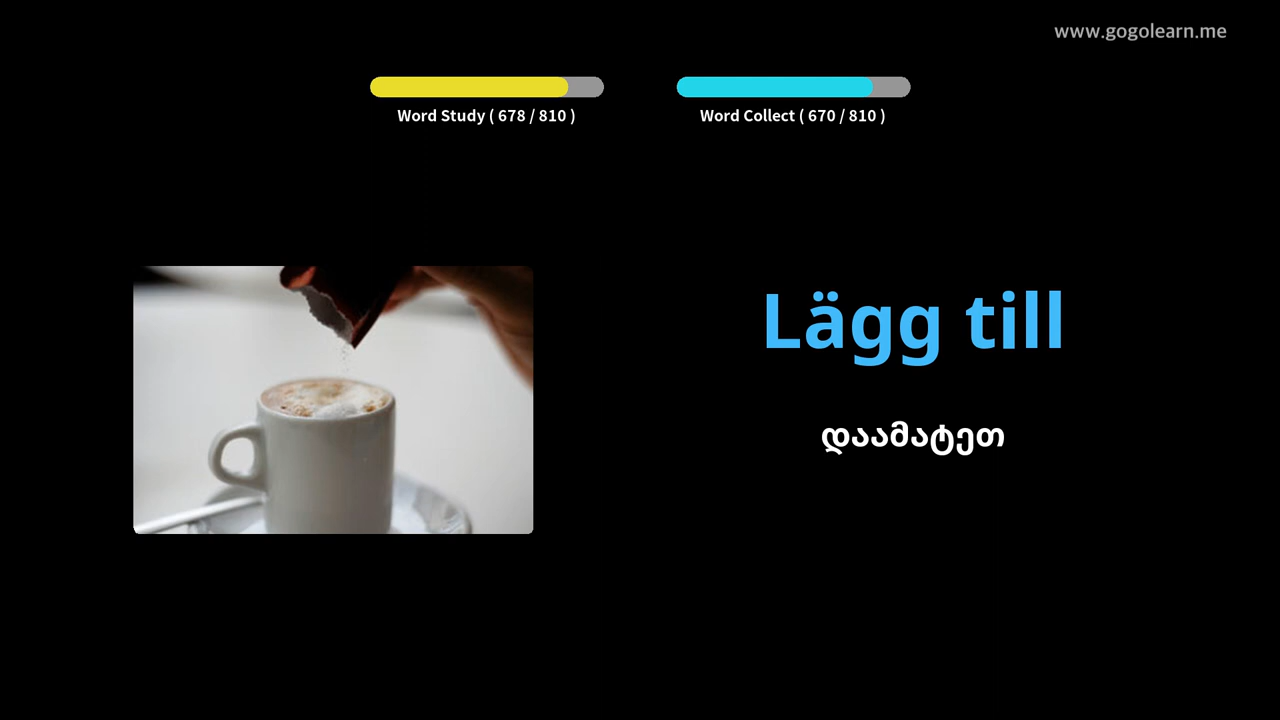 www.gogolearn.me
Word Study ( 678 / 810 )
Word Collect ( 670 / 810 )
Lägg till
დაამატეთ